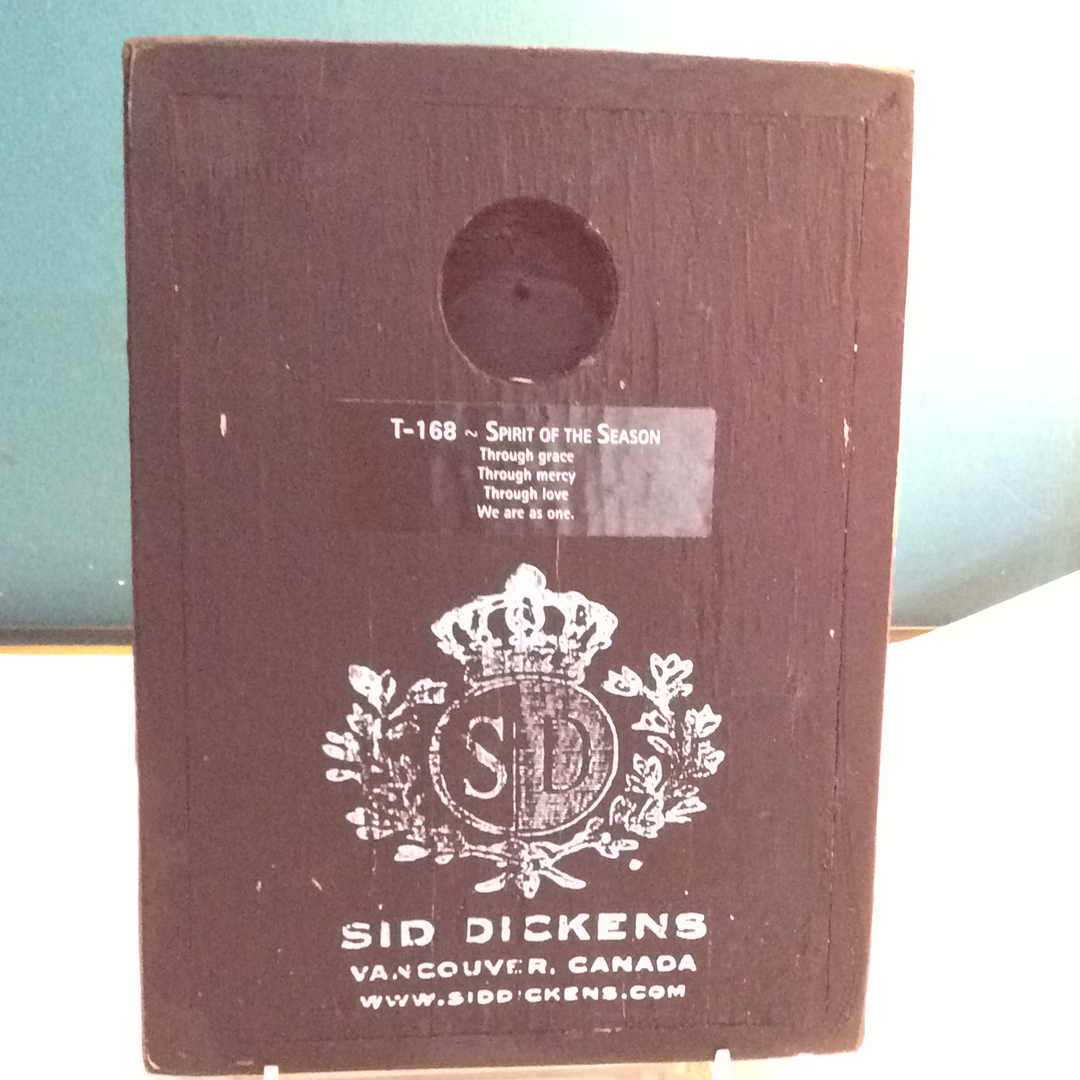 T-168 ~ SPIRIT OF THE SEASON
Through grace
Through mercy
Through love
We are as one.
SD
SID DICKENS
VANCOUVER, CANADA
WWW.SIDDICKENS.COM